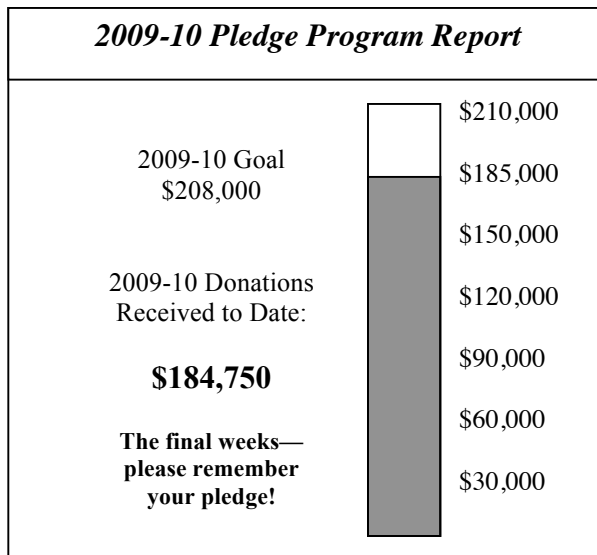 2009-10 Pledge Program Report
2009-10 Goal
$208,000
2009-10 Donations
Received to Date:
$184,750
The final weeks—
please remember
your pledge!
$210,000
$185,000
$150,000
$120,000
$90,000
$60,000
$30,000